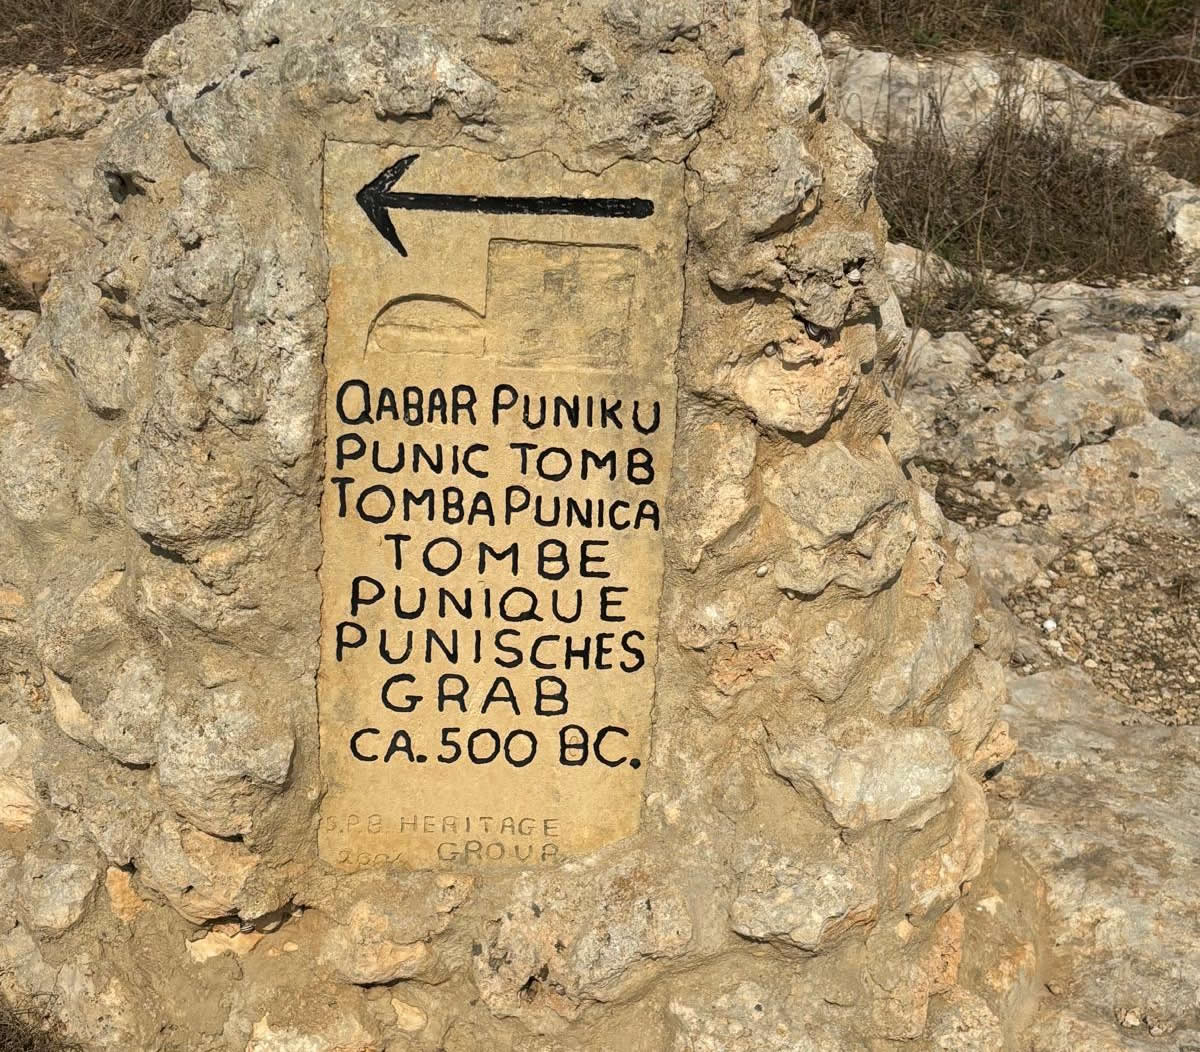 QABAR PUNIKU
PUNIC TOMB
TOMBA PUNICA
TOMBE
PUNIQUE
PUNISCHES
GRAB
CA. 500 BC.
S.P.B. HERITAGE
GROUP